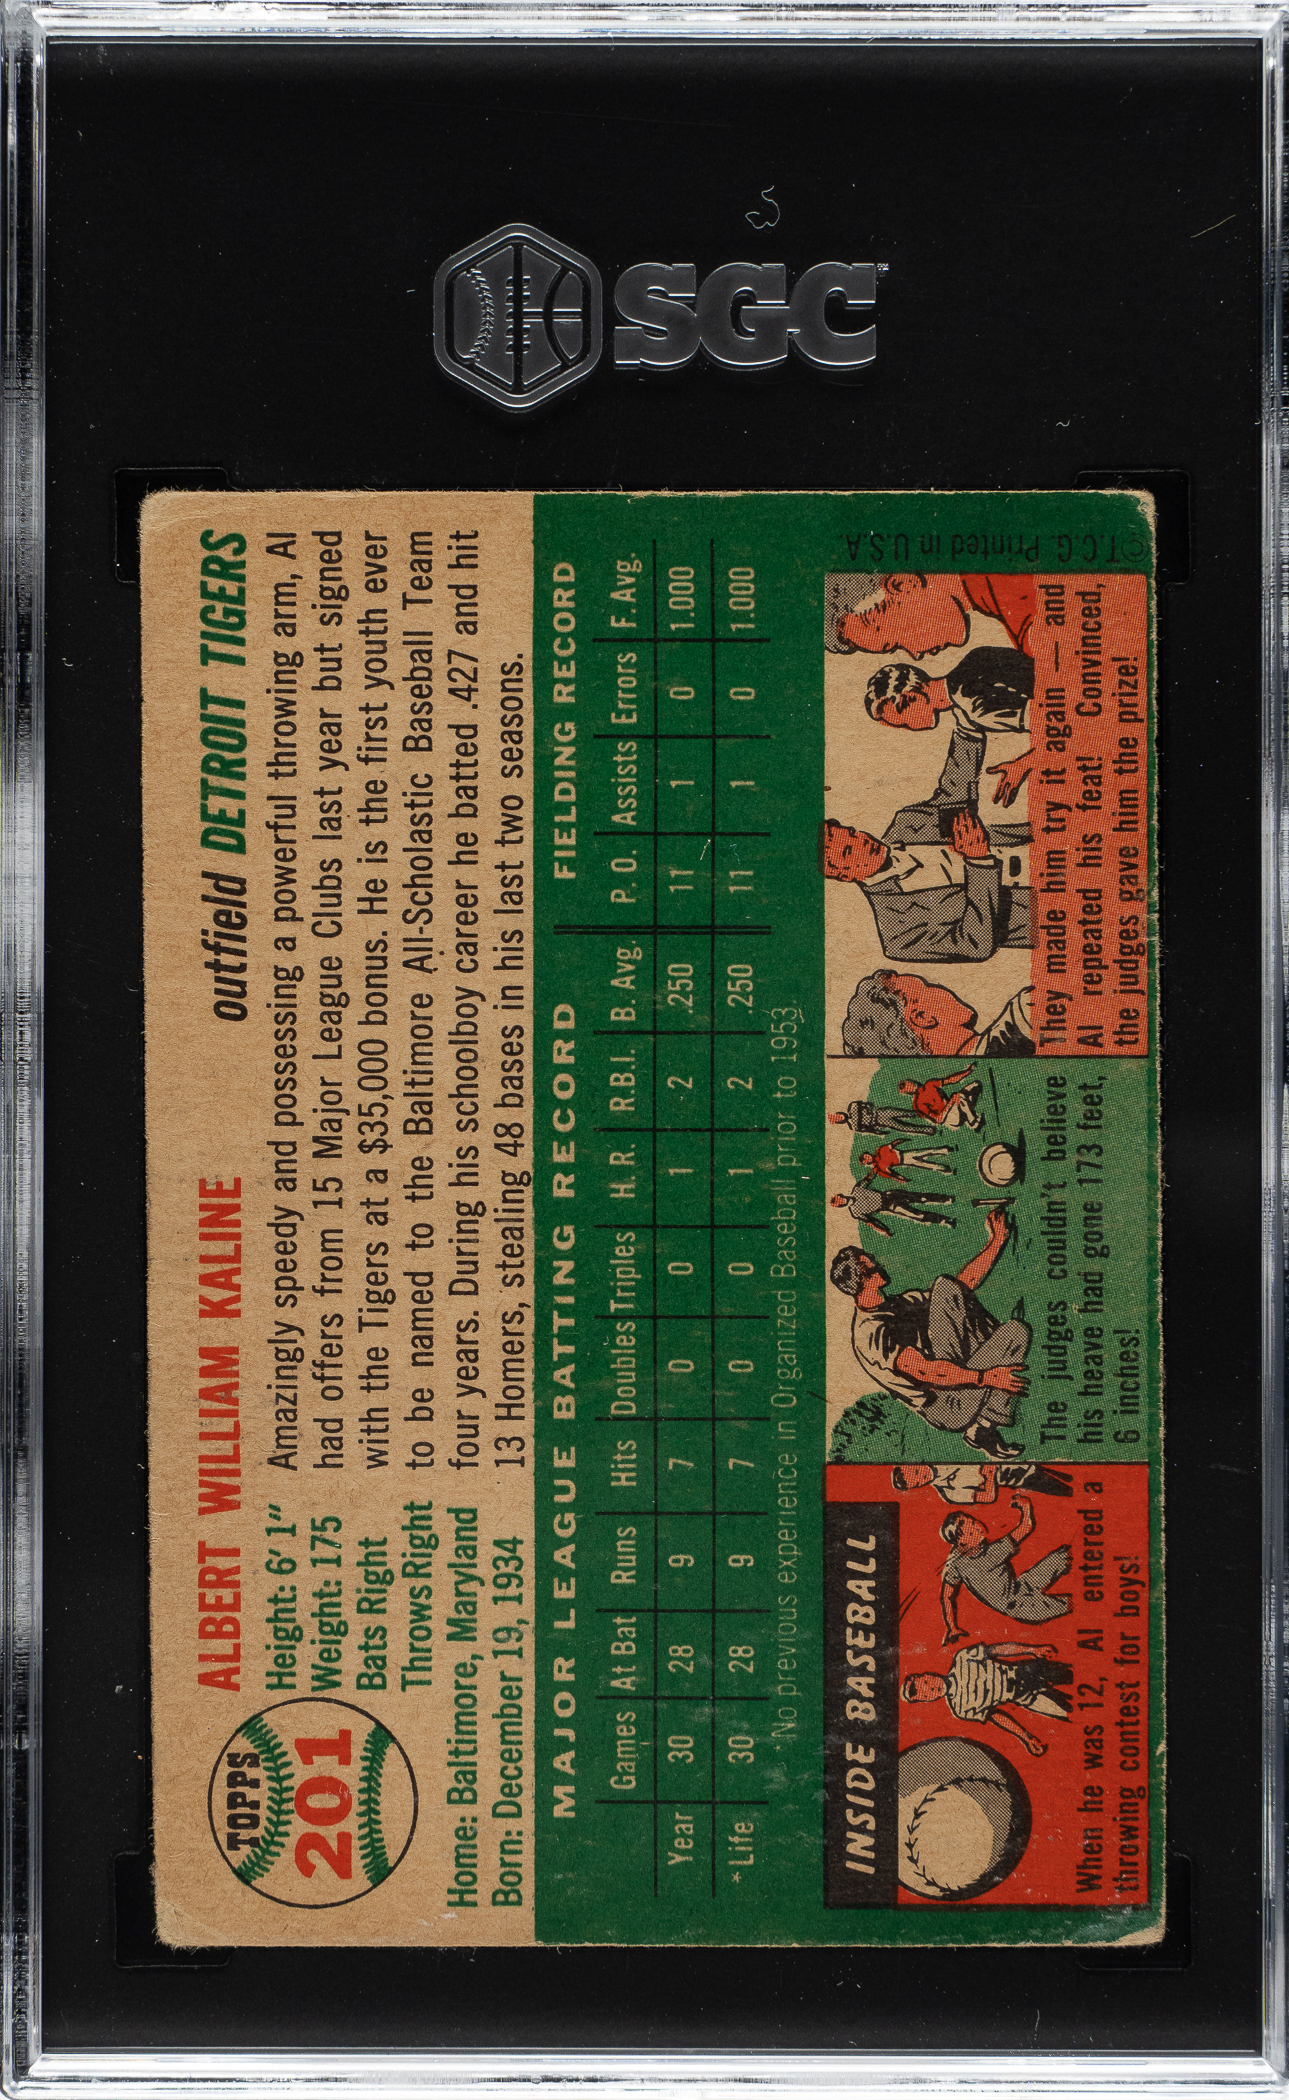 SGC
TOPPS
201
ALBERT WILLIAM KALINE
outfield DETROIT TIGERS
Height: 6' 1"
Weight: 175
Bats Right
Throws Right
Home: Baltimore, Maryland
Born: December 19, 1934
Amazingly speedy and possessing a powerful throwing arm, Al
had offers from 15 Major League Clubs last year but signed
with the Tigers at a $35,000 bonus. He is the first youth ever
to be named to the Baltimore All-Scholastic Baseball Team
four years. During his schoolboy career he batted .427 and hit
13 Homers, stealing 48 bases in his last two seasons.
MAJOR LEAGUE BATTING RECORD FIELDING RECORD
Games At Bat Runs Hits Doubles Triples H. R. R.B.I. B. Avg. P. O. Assists Errors F. Avg.
Year 30 28 9 7 0 0 1 2 .250 11 1 0 1.000
*Life 30 28 9 7 0 0 1 2 .250 11 1 0 1.000
*No previous experience in Organized Baseball prior to 1953.
INSIDE BASEBALL
When he was 12, Al entered a
throwing contest for boys!
The judges couldn't believe
his heave had gone 173 feet,
6 inches!
They made him try it again — and
Al repeated his feat! Convinced,
the judges gave him the prize!
©T.C.G. Printed in U.S.A.